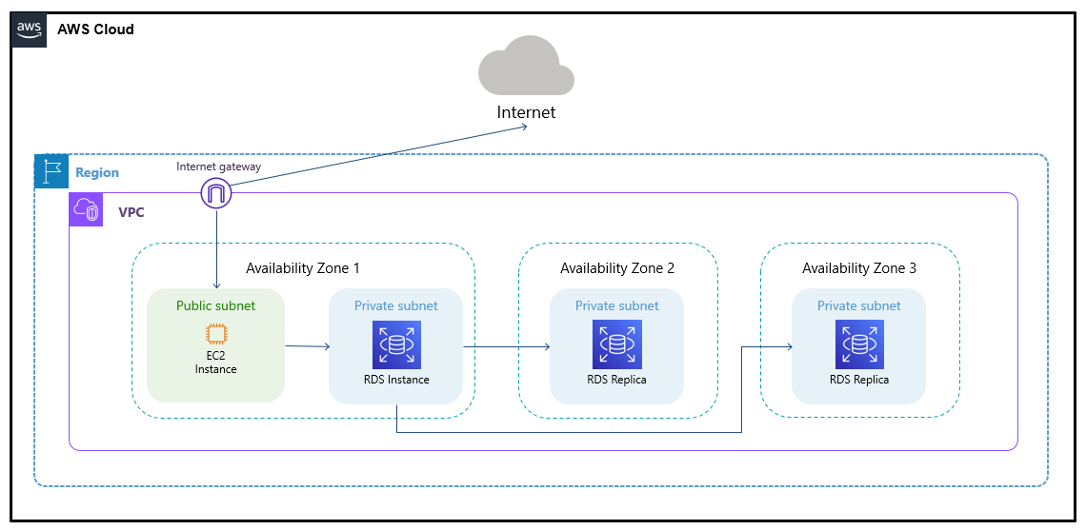 aws
AWS Cloud
Internet
Internet gateway
Region
VPC
Availability Zone 1
Availability Zone 2
Availability Zone 3
Public subnet
EC2
Instance
Private subnet
RDS Instance
Private subnet
RDS Replica
Private subnet
RDS Replica